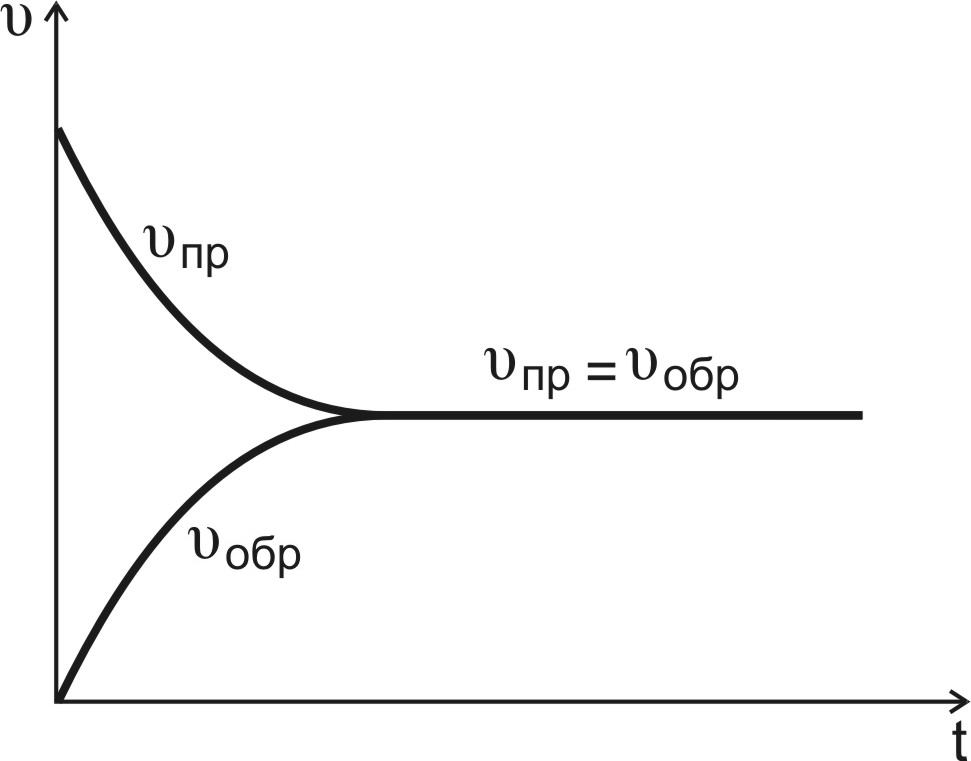 υ
υпр
υпр = υобр
υобр
t